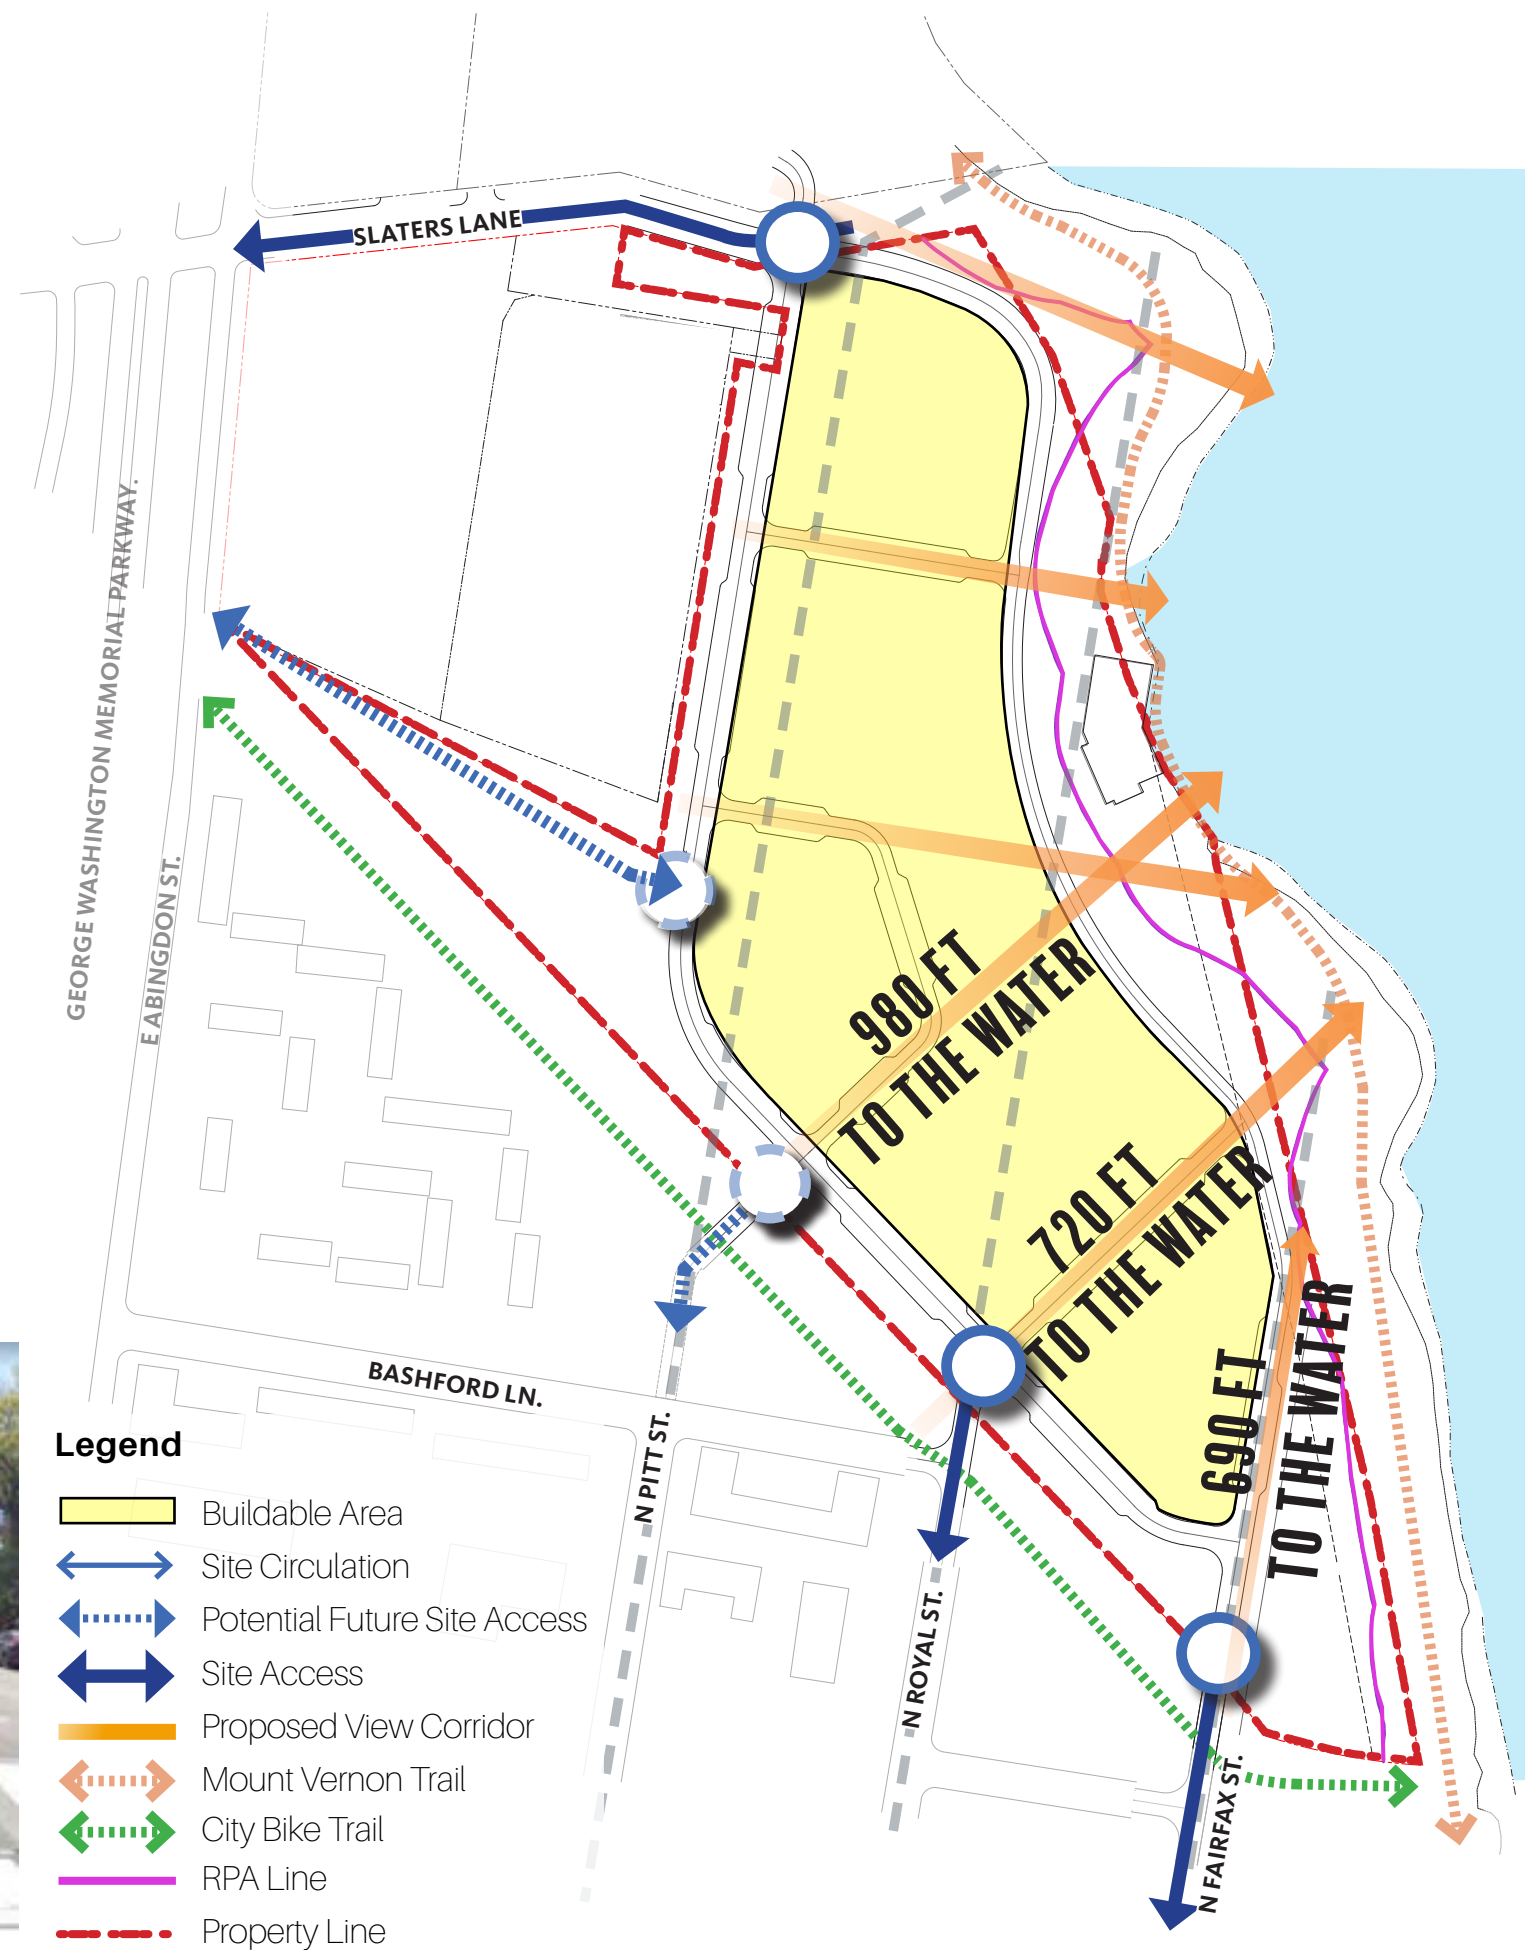 SLATERS LANE
GEORGE WASHINGTON MEMORIAL PARKWAY.
E ABINGDON ST.
980 FT
TO THE WATER
720 FT
TO THE WATER
690 FT
TO THE WATER
BASHFORD LN.
N PITT ST.
N ROYAL ST.
N FAIRFAX ST.
Legend
Buildable Area
Site Circulation
Potential Future Site Access
Site Access
Proposed View Corridor
Mount Vernon Trail
City Bike Trail
RPA Line
Property Line